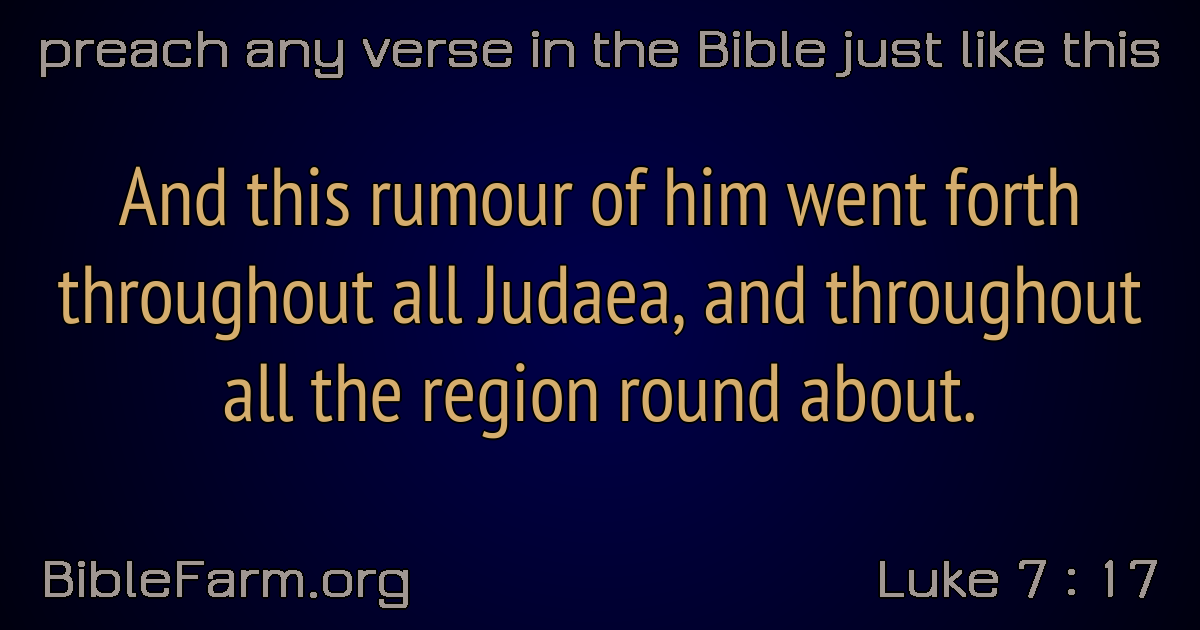 preach any verse in the Bible just like this
And this rumour of him went forth
throughout all Judaea, and throughout
all the region round about.
BibleFarm.org
Luke 7 : 17